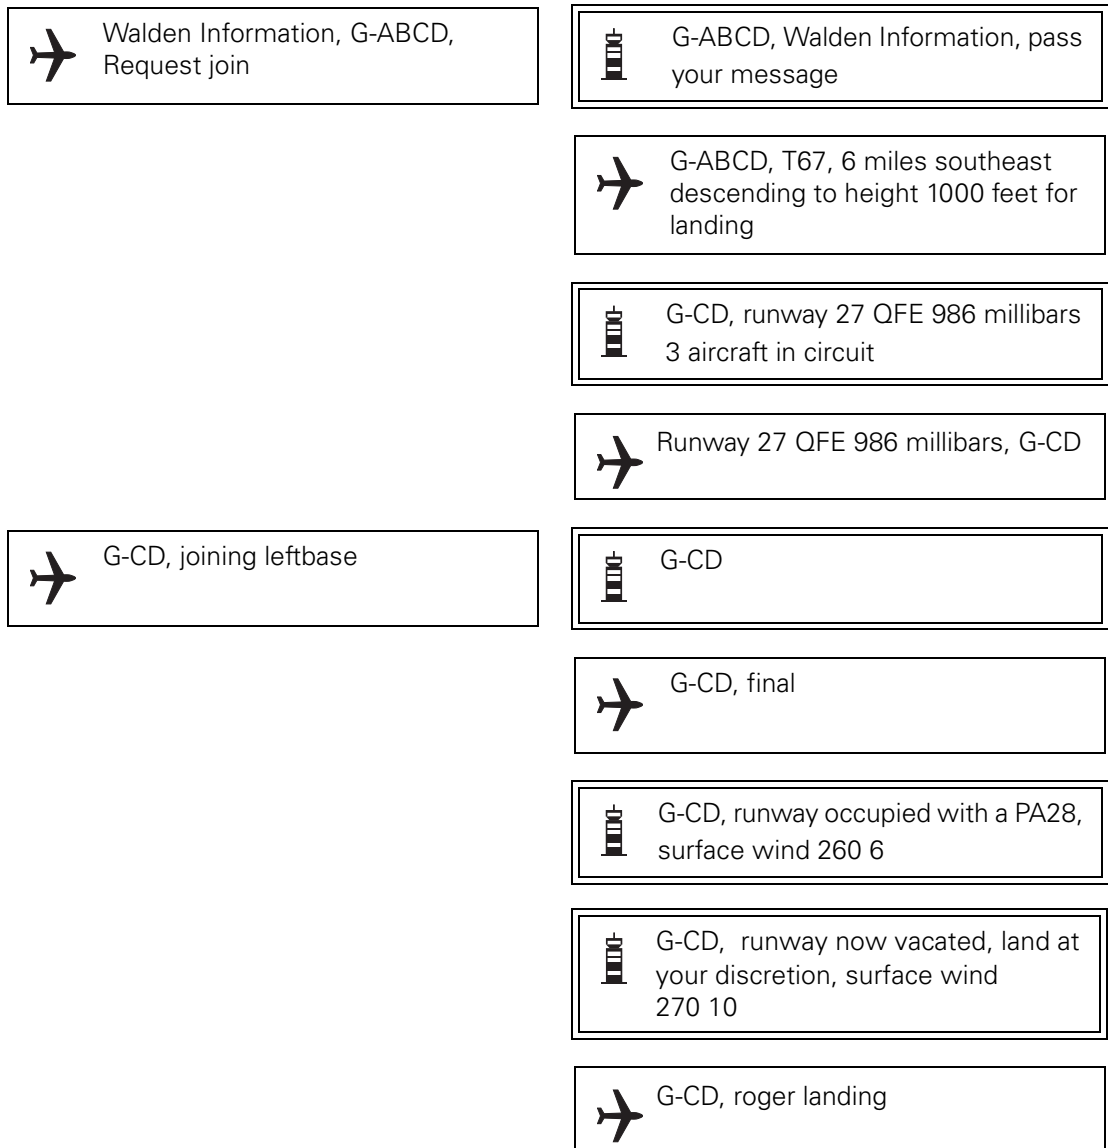 Walden Information, G-ABCD,
Request join
G-ABCD, Walden Information, pass
your message
G-ABCD, T67, 6 miles southeast
descending to height 1000 feet for
landing
G-CD, runway 27 QFE 986 millibars
3 aircraft in circuit
Runway 27 QFE 986 millibars, G-CD
G-CD, joining leftbase
G-CD
G-CD, final
G-CD, runway occupied with a PA28,
surface wind 260 6
G-CD, runway now vacated, land at
your discretion, surface wind
270 10
G-CD, roger landing